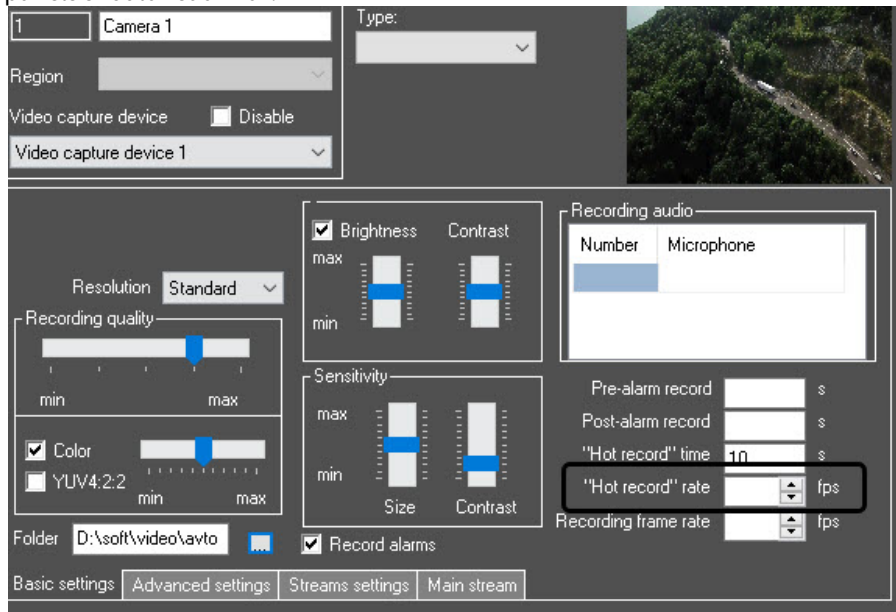 1
Camera 1
Type:
Region
Video capture device
Disable
Video capture device 1
Resolution
Standard
Recording quality
min
max
Color
YUV4:2:2
min
max
Folder
D:\soft\video\avto
...
Brightness
Contrast
max
min
Sensitivity
max
min
Size
Contrast
Record alarms
Recording audio
Number
Microphone
Pre-alarm record
s
Post-alarm record
s
"Hot record" time
10
s
"Hot record" rate
fps
Recording frame rate
fps
Basic settings
Advanced settings
Streams settings
Main stream